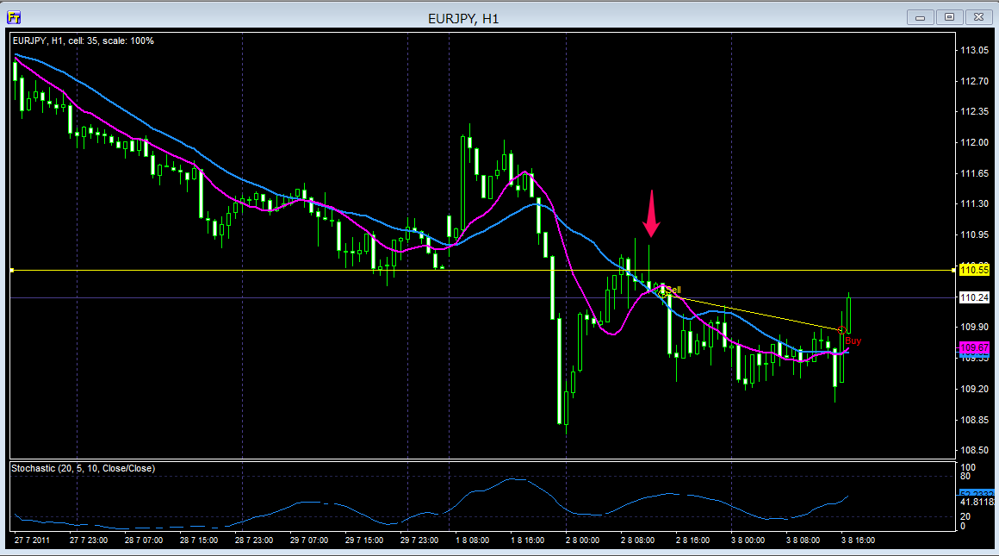 FT
EURJPY, H1
EURJPY, H1, cell: 35, scale: 100%
113.05
112.70
112.35
112.00
111.65
111.30
110.95
110.55
110.24
109.90
109.67
109.20
108.85
108.50
Sell
Buy
Stochastic (20, 5, 10, Close/Close)
100
80
41.8118
20
0
27 7 2011
27 7 23:00
28 7 07:00
28 7 15:00
28 7 23:00
29 7 07:00
29 7 15:00
29 7 23:00
1 8 08:00
1 8 16:00
2 8 00:00
2 8 08:00
2 8 16:00
3 8 00:00
3 8 08:00
3 8 16:00